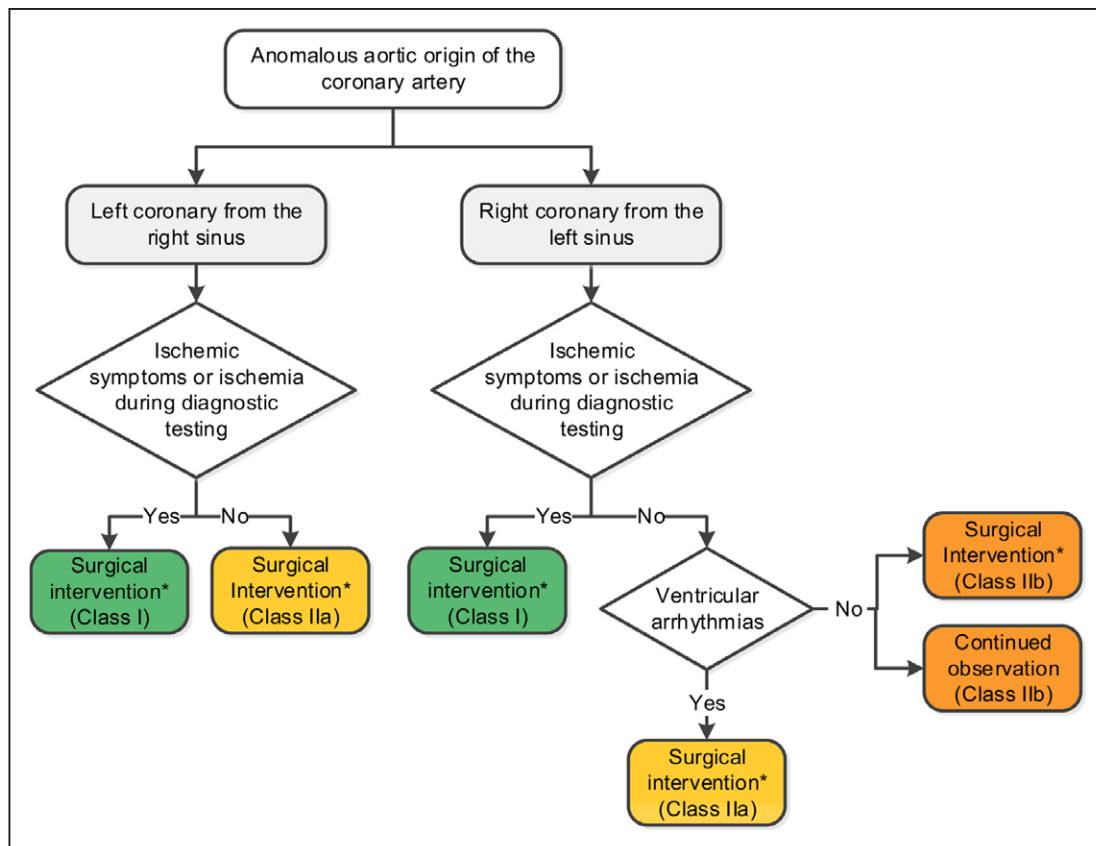 Anomalous aortic origin of the
coronary artery
Left coronary from the
right sinus
Right coronary from the
left sinus
Ischemic
symptoms or ischemia
during diagnostic
testing
Ischemic
symptoms or ischemia
during diagnostic
testing
Yes
No
Yes
No
Surgical
intervention*
(Class I)
Surgical
Intervention*
(Class IIa)
Surgical
intervention*
(Class I)
Ventricular
arrhythmias
No
Surgical
Intervention*
(Class IIb)
Continued
observation
(Class IIb)
Yes
Surgical
intervention*
(Class IIa)